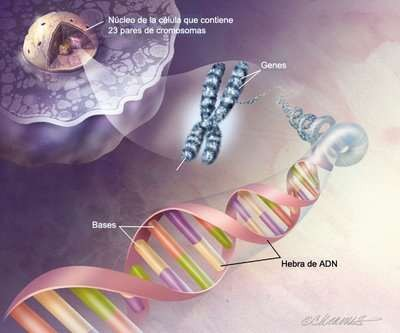 Núcleo de la célula que contiene
23 pares de cromosomas
Genes
Bases
Hebra de ADN